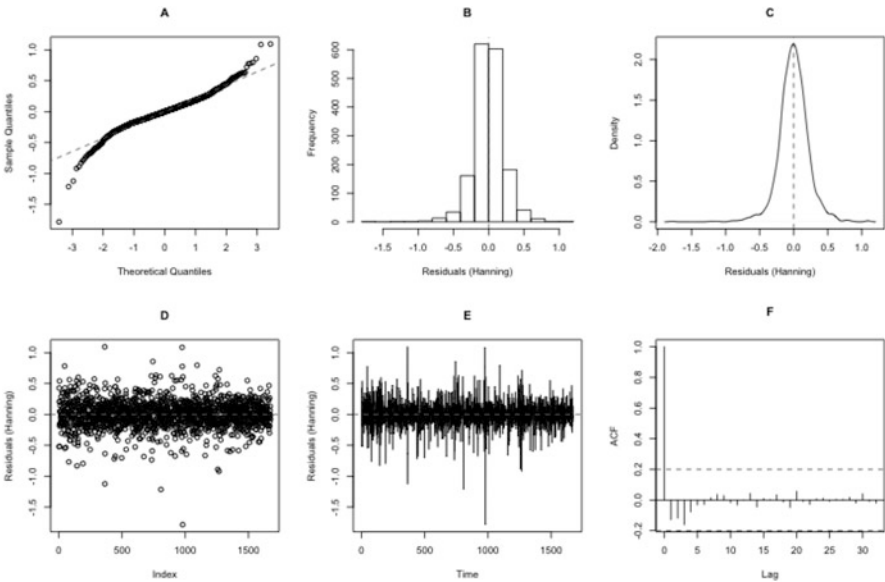 A
Sample Quantiles
1.0
0.5
0.0
-0.5
-1.0
-1.5
-3 -2 -1 0 1 2 3
Theoretical Quantiles
B
Frequency
600
500
400
300
200
100
0
-1.5 -1.0 -0.5 0.0 0.5 1.0
Residuals (Hanning)
C
Density
2.0
1.5
1.0
0.5
0.0
-2.0 -1.5 -1.0 -0.5 0.0 0.5 1.0
Residuals (Hanning)
D
Residuals (Hanning)
1.0
0.5
0.0
-0.5
-1.0
-1.5
0 500 1000 1500
Index
E
Residuals (Hanning)
1.0
0.5
0.0
-0.5
-1.0
-1.5
0 500 1000 1500
Time
F
ACF
1.0
0.8
0.6
0.4
0.2
0.0
-0.2
0 5 10 15 20 25 30
Lag